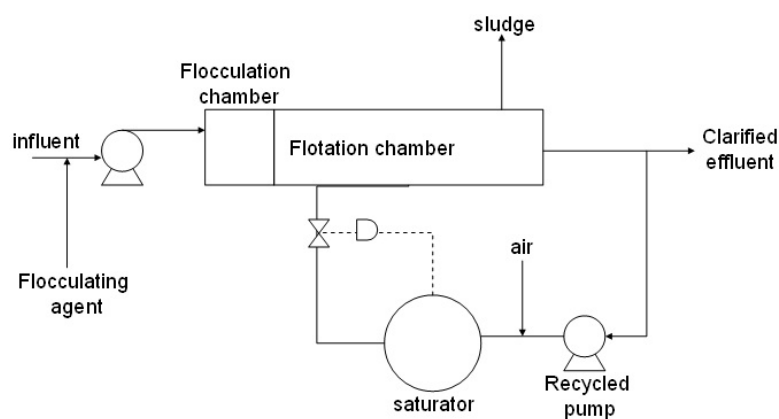 sludge
Flocculation
chamber
influent
Flotation chamber
Clarified
effluent
air
Flocculating
agent
Recycled
pump
saturator